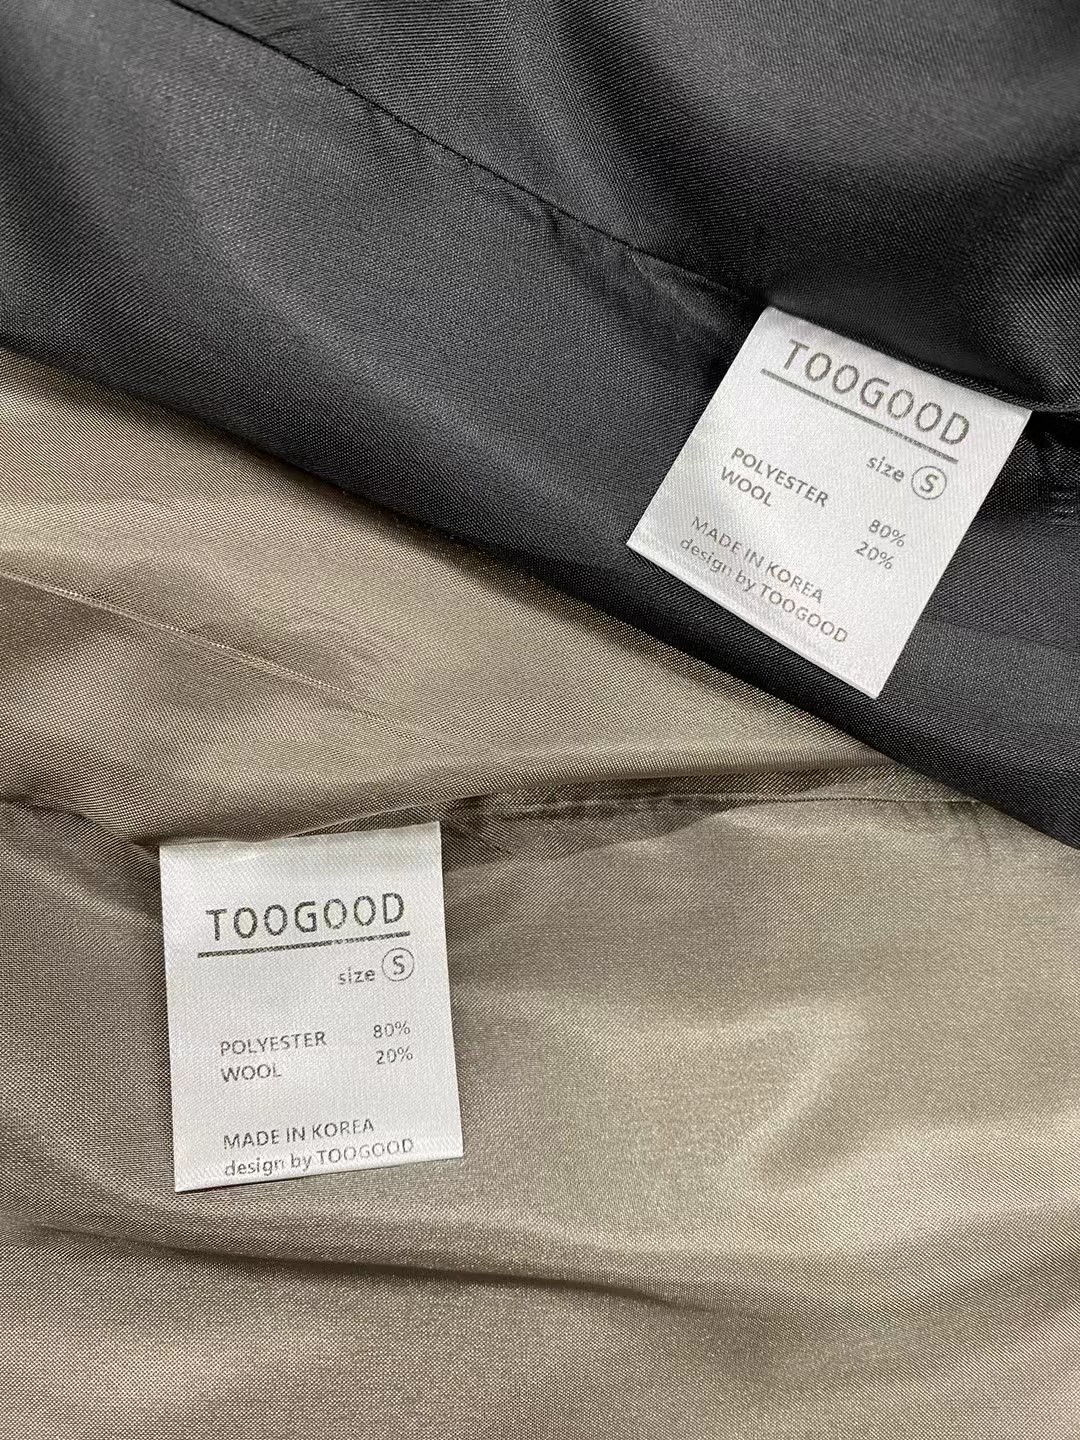 TOOGOOD
size S
POLYESTER 80%
WOOL 20%
MADE IN KOREA
design by TOOGOOD
TOOGOOD
size S
POLYESTER 80%
WOOL 20%
MADE IN KOREA
design by TOOGOOD